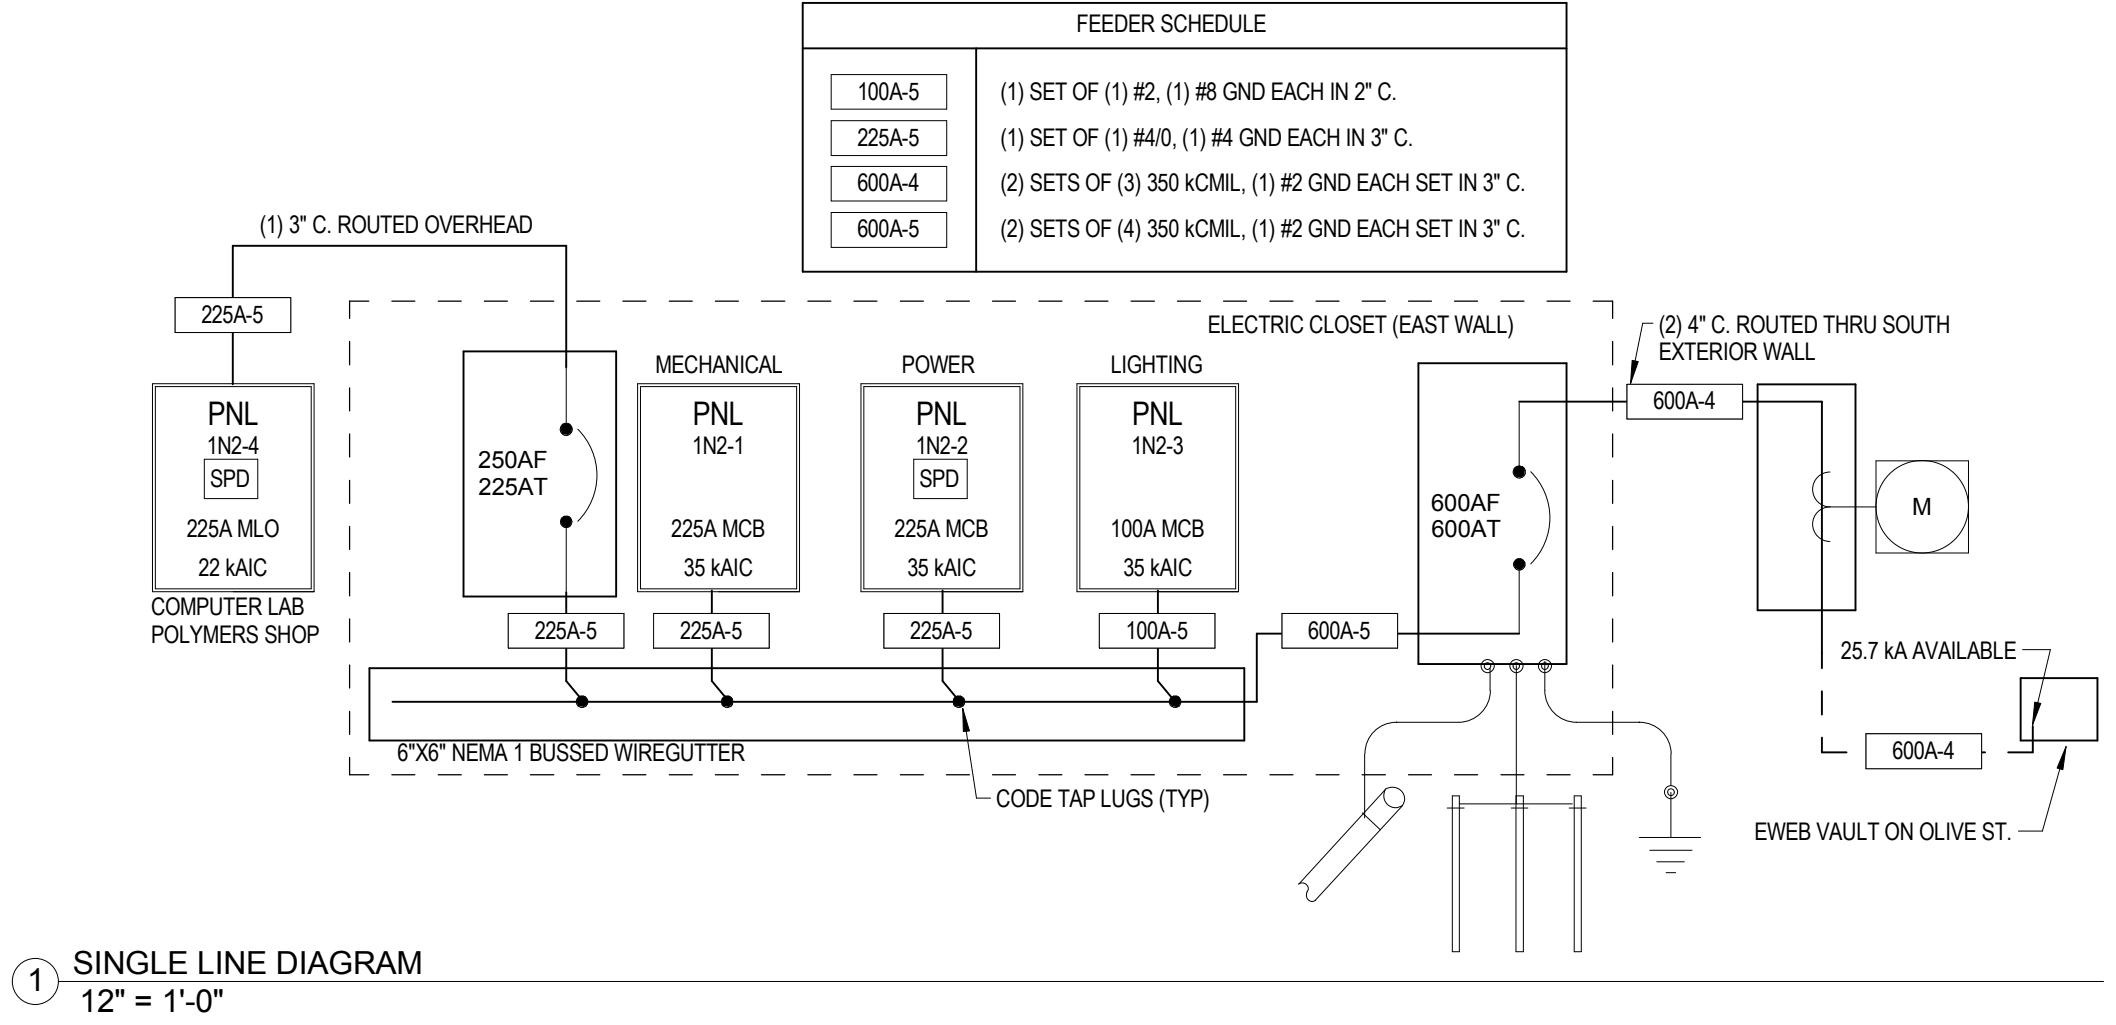 FEEDER SCHEDULE
100A-5 (1) SET OF (1) #2, (1) #8 GND EACH IN 2" C.
225A-5 (1) SET OF (1) #4/0, (1) #4 GND EACH IN 3" C.
600A-4 (2) SETS OF (3) 350 kCMIL, (1) #2 GND EACH SET IN 3" C.
600A-5 (2) SETS OF (4) 350 kCMIL, (1) #2 GND EACH SET IN 3" C.
(1) 3" C. ROUTED OVERHEAD
225A-5
PNL
1N2-4
SPD
225A MLO
22 kAIC
COMPUTER LAB
POLYMERS SHOP
ELECTRIC CLOSET (EAST WALL)
250AF
225AT
225A-5
MECHANICAL
PNL
1N2-1
225A MCB
35 kAIC
225A-5
POWER
PNL
1N2-2
SPD
225A MCB
35 kAIC
225A-5
LIGHTING
PNL
1N2-3
100A MCB
35 kAIC
100A-5
600A-5
600AF
600AT
6"X6" NEMA 1 BUSSED WIREGUTTER
CODE TAP LUGS (TYP)
(2) 4" C. ROUTED THRU SOUTH
EXTERIOR WALL
600A-4
M
25.7 kA AVAILABLE
600A-4
EWEB VAULT ON OLIVE ST.
1 SINGLE LINE DIAGRAM
12" = 1'-0"